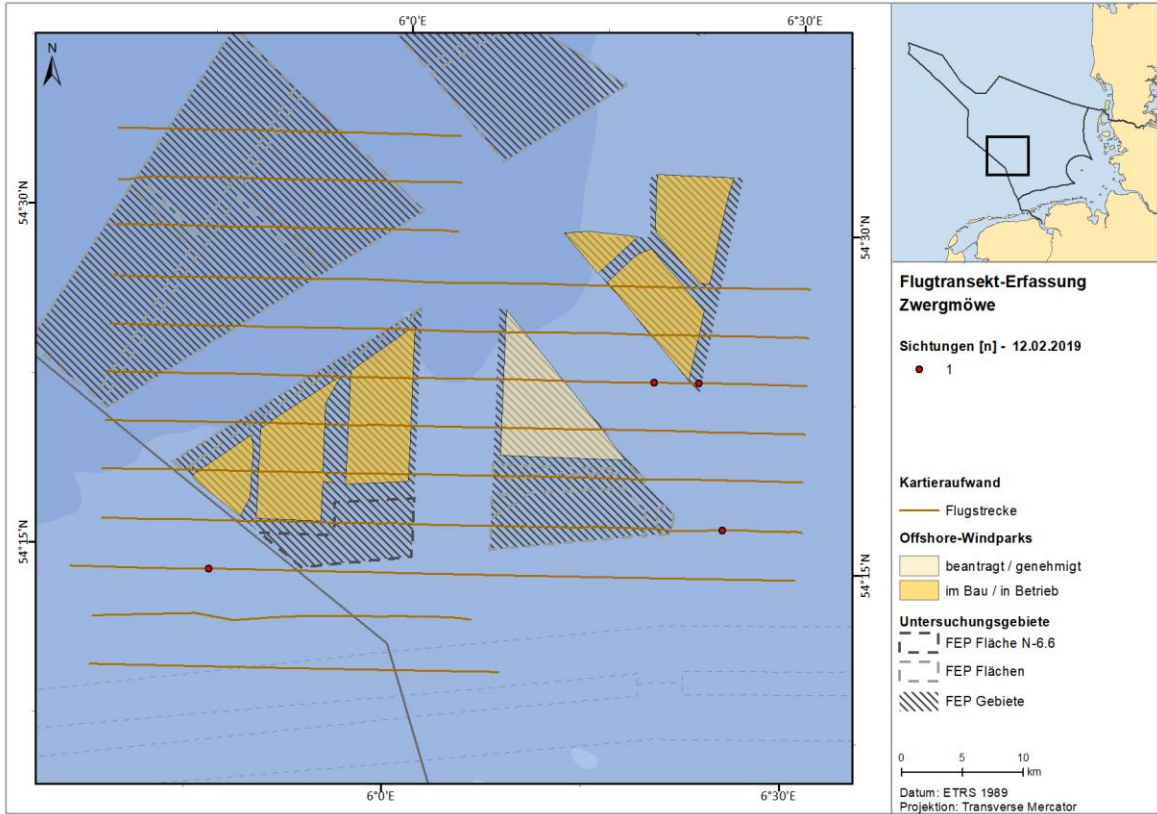 6°0'E
6°30'E
N
54°30'N
54°30'N
54°15'N
54°15'N
6°0'E
6°30'E
Flugtransekt-Erfassung
Zwergmöwe
Sichtungen [n] - 12.02.2019
1
Kartieraufwand
Flugstrecke
Offshore-Windparks
beantragt / genehmigt
im Bau / in Betrieb
Untersuchungsgebiete
FEP Fläche N-6.6
FEP Flächen
FEP Gebiete
0 5 10
km
Datum: ETRS 1989
Projektion: Transverse Mercator